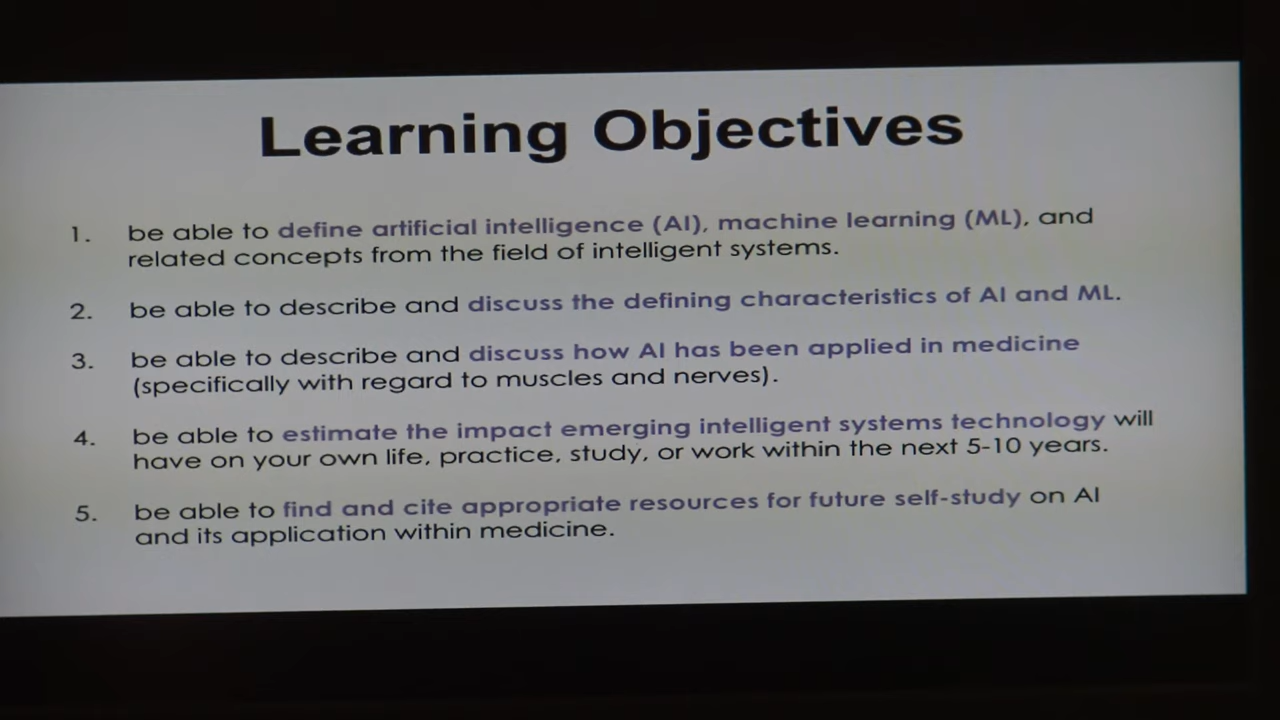 Learning Objectives
1. be able to define artificial intelligence (AI), machine learning (ML), and
related concepts from the field of intelligent systems.
2. be able to describe and discuss the defining characteristics of AI and ML.
3. be able to describe and discuss how AI has been applied in medicine
(specifically with regard to muscles and nerves).
4. be able to estimate the impact emerging intelligent systems technology will
have on your own life, practice, study, or work within the next 5-10 years.
5. be able to find and cite appropriate resources for future self-study on AI
and its application within medicine.